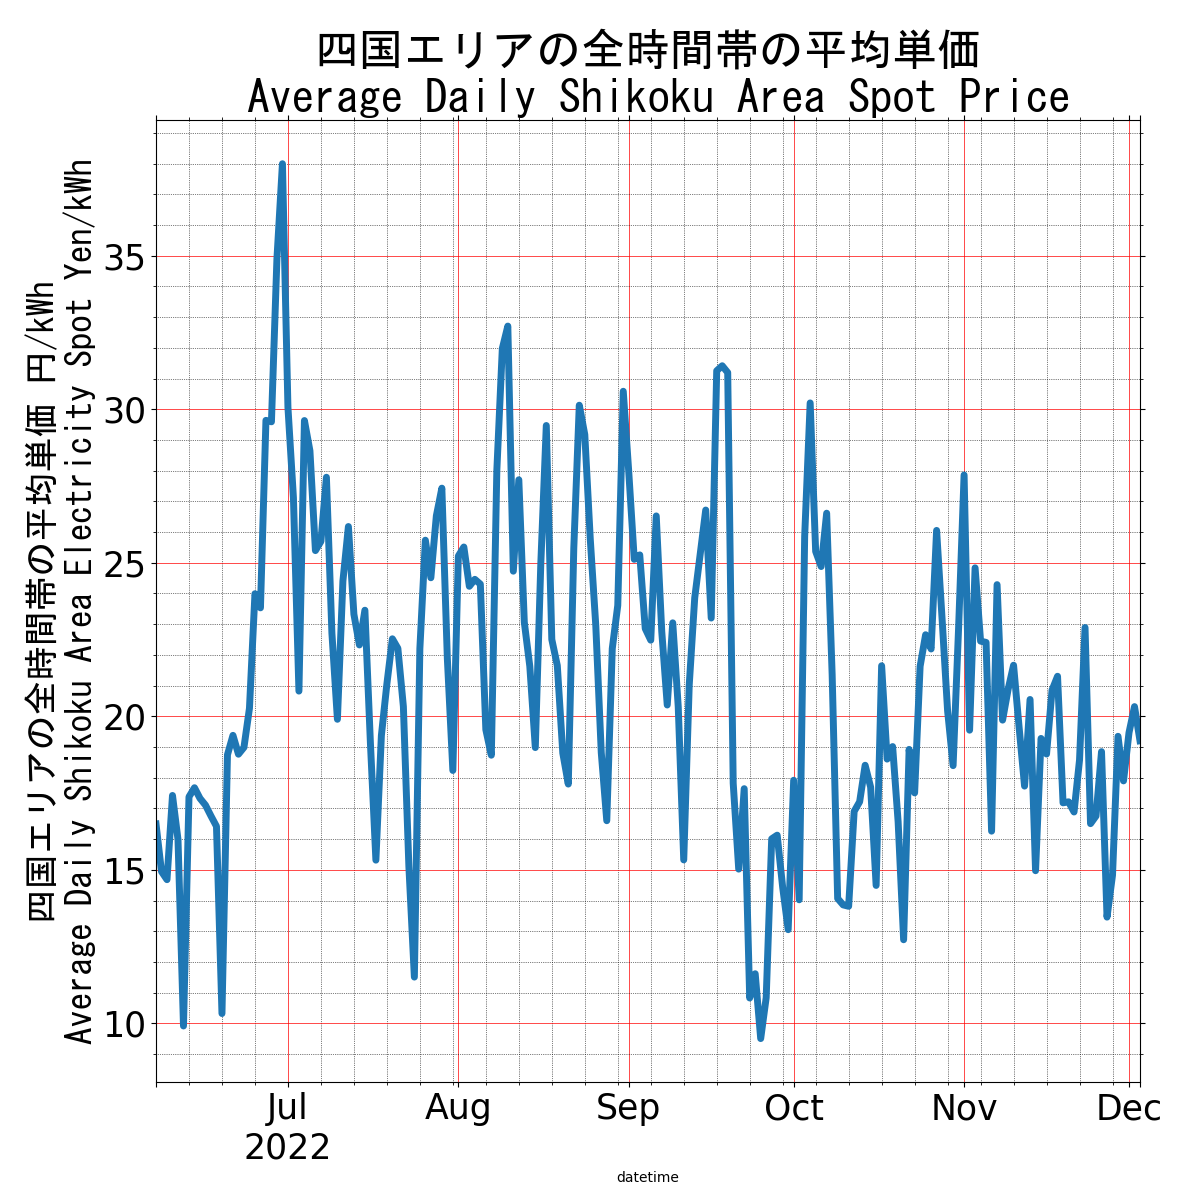 四国エリアの全時間帯の平均単価
Average Daily Shikoku Area Spot Price
四国エリアの全時間帯の平均単価 円/kWh
Average Daily Shikoku Area Electricity Spot Yen/kWh
35
30
25
20
15
10
Jul
2022
Aug
Sep
Oct
Nov
Dec
datetime